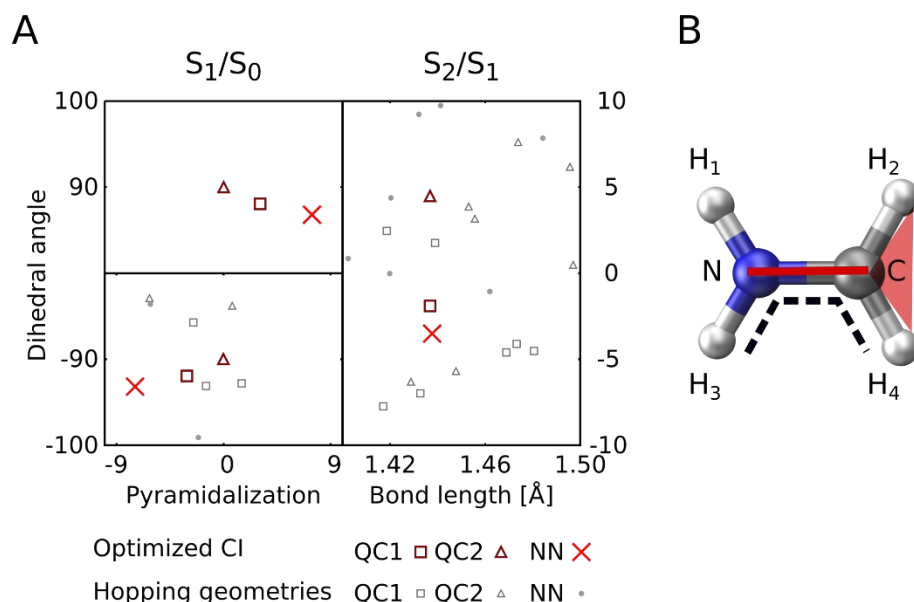 A
B
S1/S0
S2/S1
Dihedral angle
100
90
-90
-100
10
5
0
-5
-10
-9
0
9
1.42
1.46
1.50
Pyramidalization
Bond length [Å]
H1
H2
N
C
H3
H4
Optimized CI QC1 QC2 NN
Hopping geometries QC1 QC2 NN